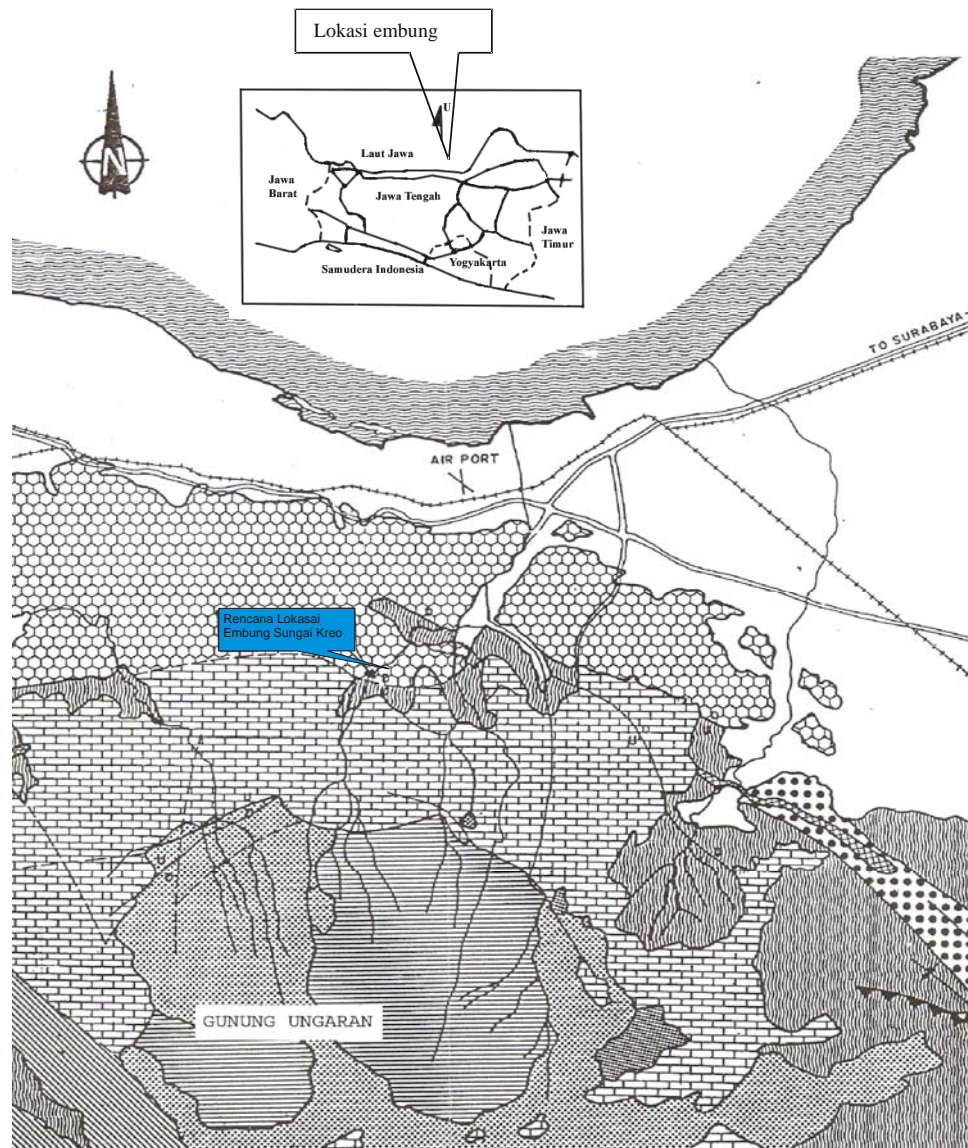 Lokasi embung
N
U
Laut Jawa
Jawa
Barat
Jawa Tengah
Jawa
Timur
Yogyakarta
Samudera Indonesia
TO SURABAYA
AIR PORT
Rencana Lokasai
Embung Sungai Kreo
D
D
U
U
U
U
D
U
D
GUNUNG UNGARAN